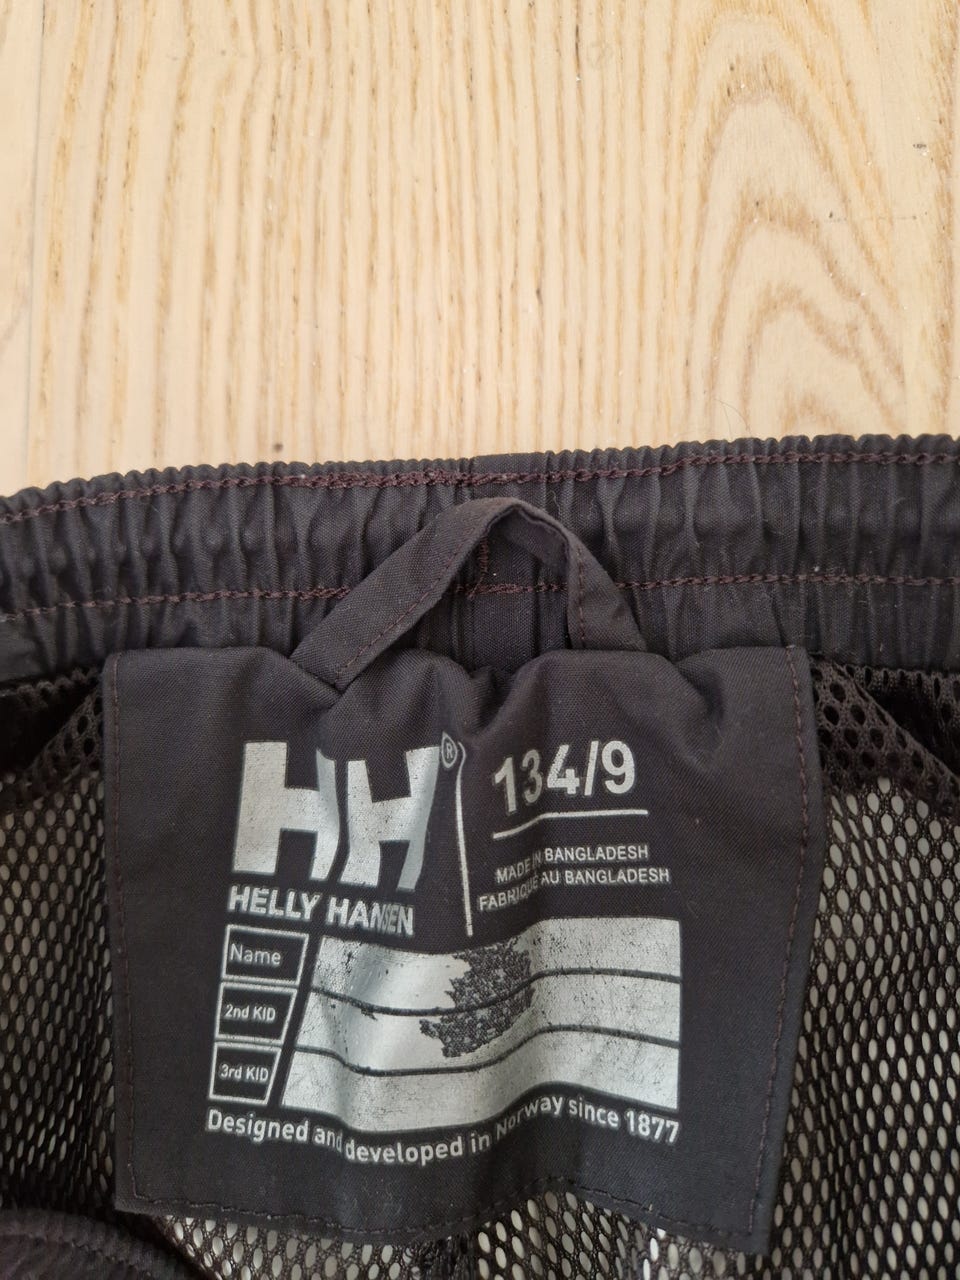 HH®
HELLY HANSEN
134/9
MADE IN BANGLADESH
FABRIQUÉ AU BANGLADESH
Name
2nd KID
3rd KID
Designed and developed in Norway since 1877